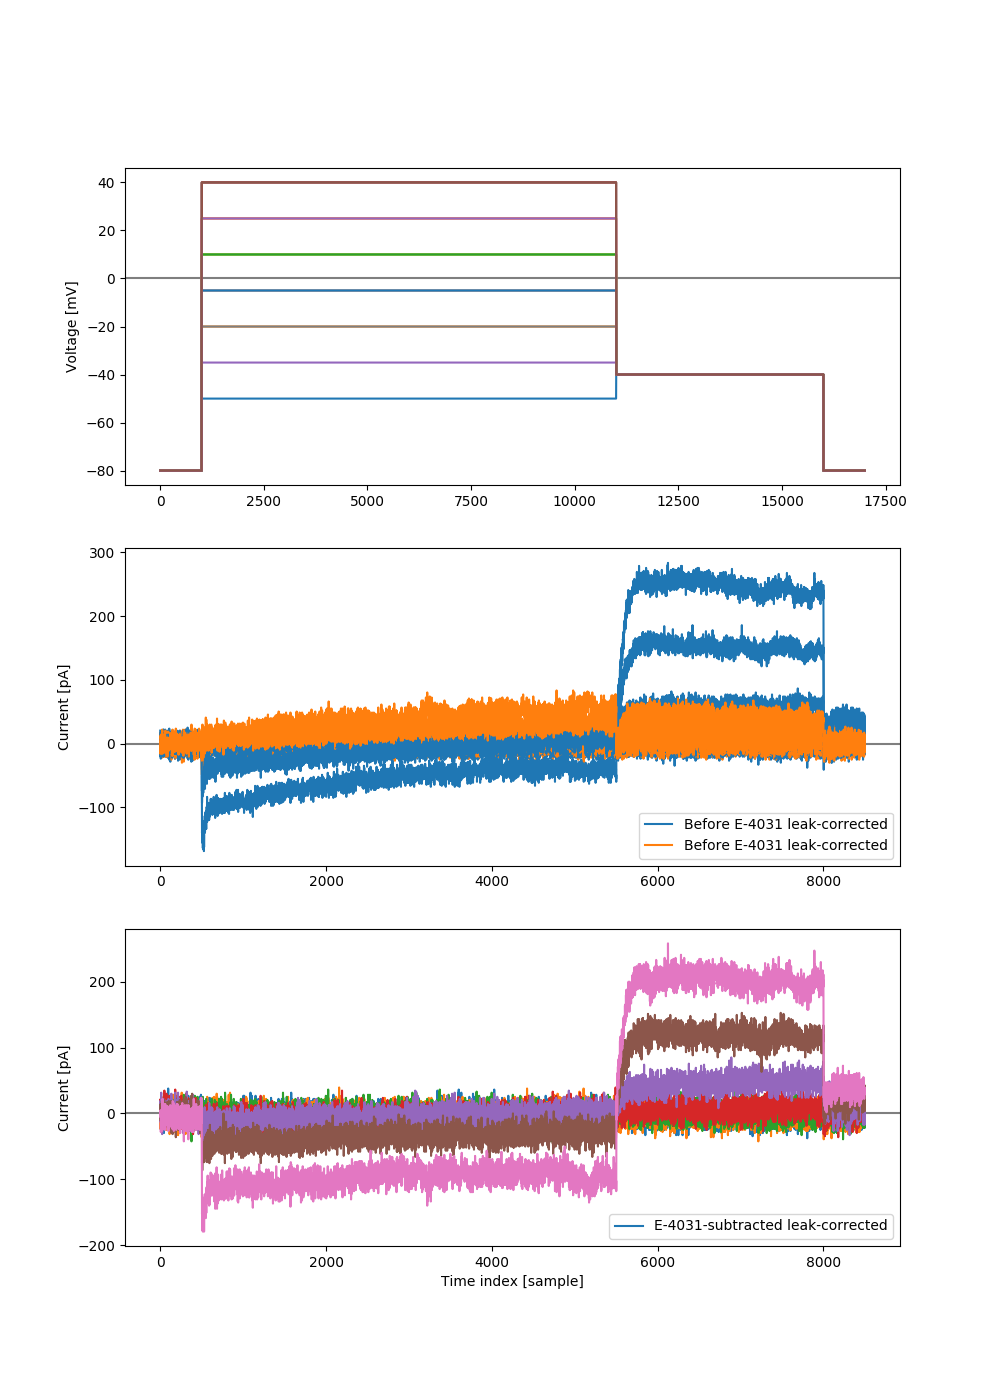 40
20
0
−20
−40
−60
−80
Voltage [mV]
0 2500 5000 7500 10000 12500 15000 17500
300
200
100
0
−100
Current [pA]
Before E-4031 leak-corrected
Before E-4031 leak-corrected
0 2000 4000 6000 8000
200
100
0
−100
−200
Current [pA]
E-4031-subtracted leak-corrected
0 2000 4000 6000 8000
Time index [sample]